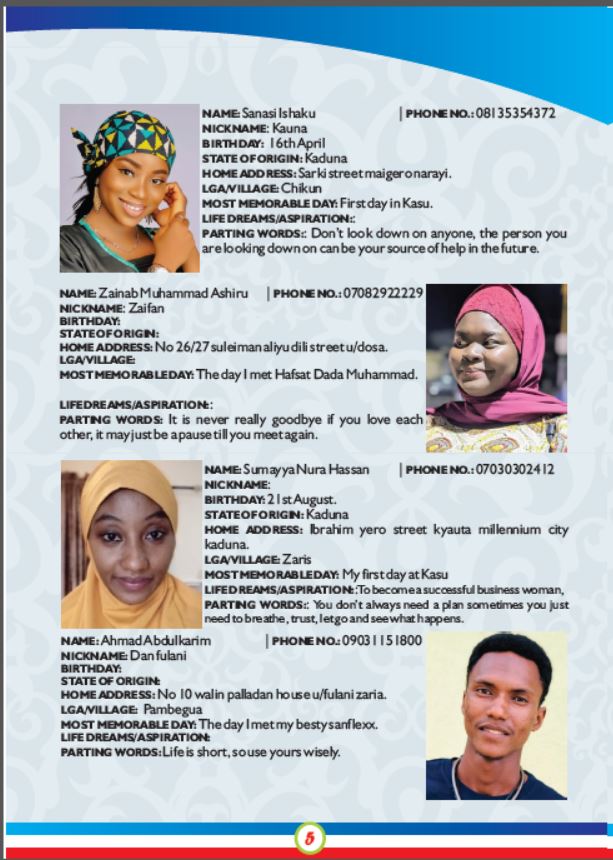 NAME: Sanasi Ishaku | PHONE NO.: 08135354372
NICKNAME: Kauna
BIRTHDAY: 16th April
STATE OF ORIGIN: Kaduna
HOME ADDRESS: Sarki street maigero narayi.
LGA/VILLAGE: Chikun
MOST MEMORABLE DAY: First day in Kasu.
LIFE DREAMS/ASPIRATION:
PARTING WORDS:: Don't look down on anyone, the person you
are looking down on can be your source of help in the future.
NAME: Zainab Muhammad Ashiru | PHONE NO.: 07082922229
NICKNAME: Zaifan
BIRTHDAY:
STATE OF ORIGIN:
HOME ADDRESS: No 26/27 suleiman aliyu dili street u/dosa.
LGA/VILLAGE:
MOST MEMORABLE DAY: The day I met Hafsat Dada Muhammad.
LIFE DREAMS/ASPIRATION:
PARTING WORDS: It is never really goodbye if you love each
other, it may just be a pause till you meet again.
NAME: Sumayya Nura Hassan | PHONE NO.: 07030302412
NICKNAME:
BIRTHDAY: 21st August.
STATE OF ORIGIN: Kaduna
HOME ADDRESS: Ibrahim yero street kyauta millennium city
kaduna.
LGA/VILLAGE: Zaris
MOST MEMORABLE DAY: My first day at Kasu
LIFE DREAMS/ASPIRATION: :To become a successful business woman,
PARTING WORDS:: You don't always need a plan sometimes you just
need to breathe, trust, let go and see what happens.
NAME: Ahmad Abdulkarim | PHONE NO.: 09031151800
NICKNAME: Danfulani
BIRTHDAY:
STATE OF ORIGIN:
HOME ADDRESS: No 10 walin palladan house u/fulani zaria.
LGA/VILLAGE: Pambegua
MOST MEMORABLE DAY: The day I met my besty sanflexx.
LIFE DREAMS/ASPIRATION:
PARTING WORDS: Life is short, so use yours wisely.
5